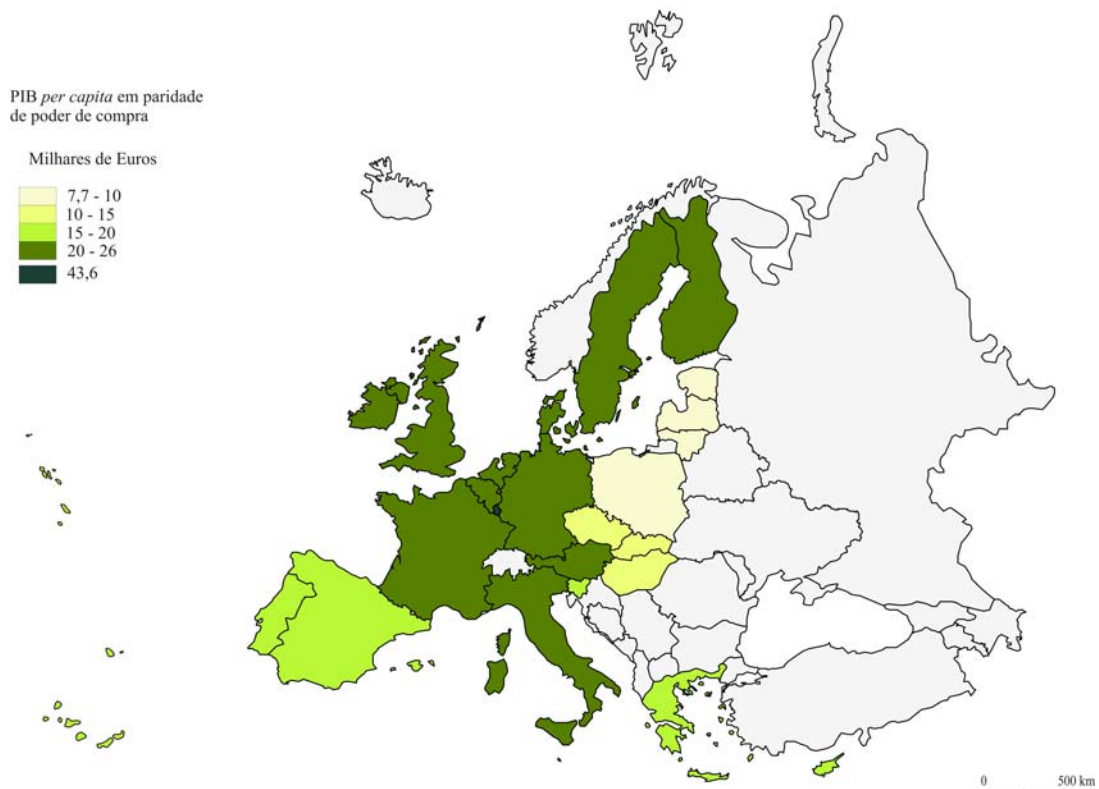 PIB per capita em paridade
de poder de compra
Milhares de Euros
7,7 - 10
10 - 15
15 - 20
20 - 26
43,6
0 500 km